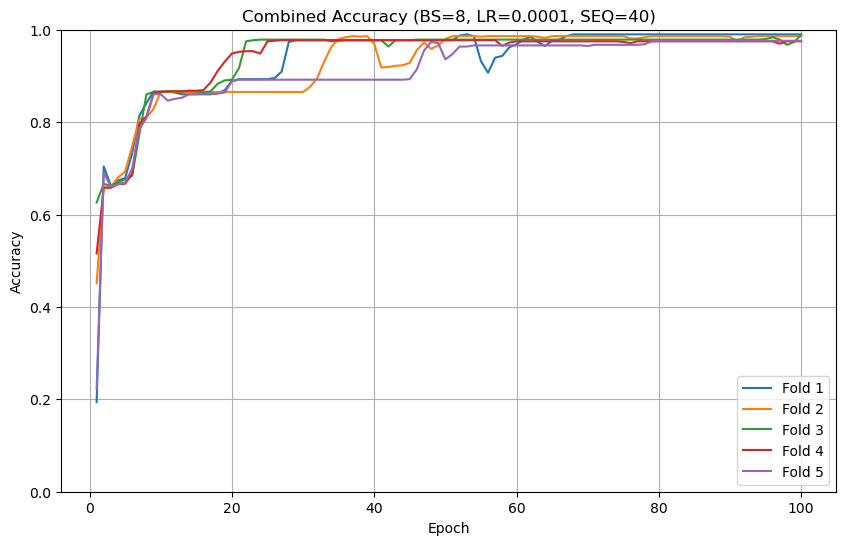 Combined Accuracy (BS=8, LR=0.0001, SEQ=40)
1.0
0.8
0.6
0.4
0.2
0.0
Accuracy
0 20 40 60 80 100
Epoch
Fold 1
Fold 2
Fold 3
Fold 4
Fold 5